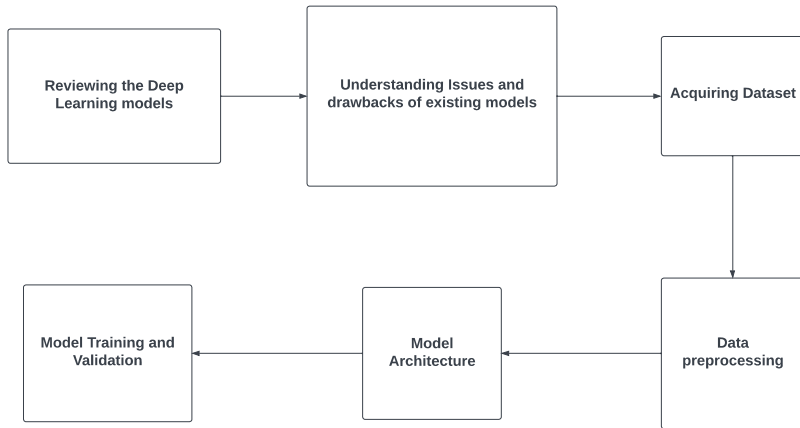 Reviewing the Deep
Learning models
Understanding Issues and
drawbacks of existing models
Acquiring Dataset
Data
preprocessing
Model
Architecture
Model Training and
Validation